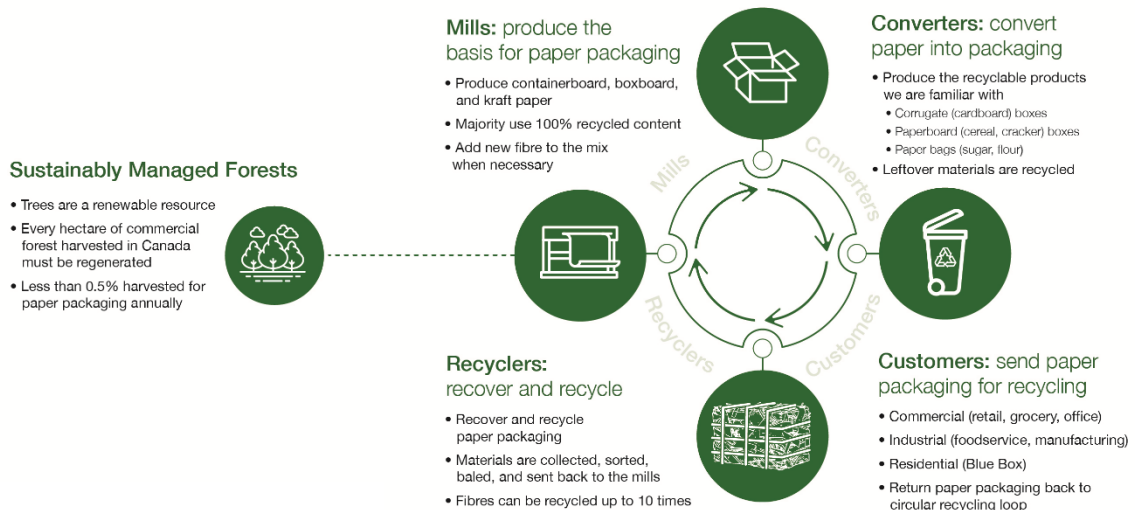 Sustainably Managed Forests
• Trees are a renewable resource
• Every hectare of commercial
forest harvested in Canada
must be regenerated
• Less than 0.5% harvested for
paper packaging annually
Mills: produce the
basis for paper packaging
• Produce containerboard, boxboard,
and kraft paper
• Majority use 100% recycled content
• Add new fibre to the mix
when necessary
Converters: convert
paper into packaging
• Produce the recyclable products
we are familiar with
• Corrugate (cardboard) boxes
• Paperboard (cereal, cracker) boxes
• Paper bags (sugar, flour)
• Leftover materials are recycled
Mills
Converters
Recyclers
Customers
Recyclers:
recover and recycle
• Recover and recycle
paper packaging
• Materials are collected, sorted,
baled, and sent back to the mills
• Fibres can be recycled up to 10 times
Customers: send paper
packaging for recycling
• Commercial (retail, grocery, office)
• Industrial (foodservice, manufacturing)
• Residential (Blue Box)
• Return paper packaging back to
circular recycling loop